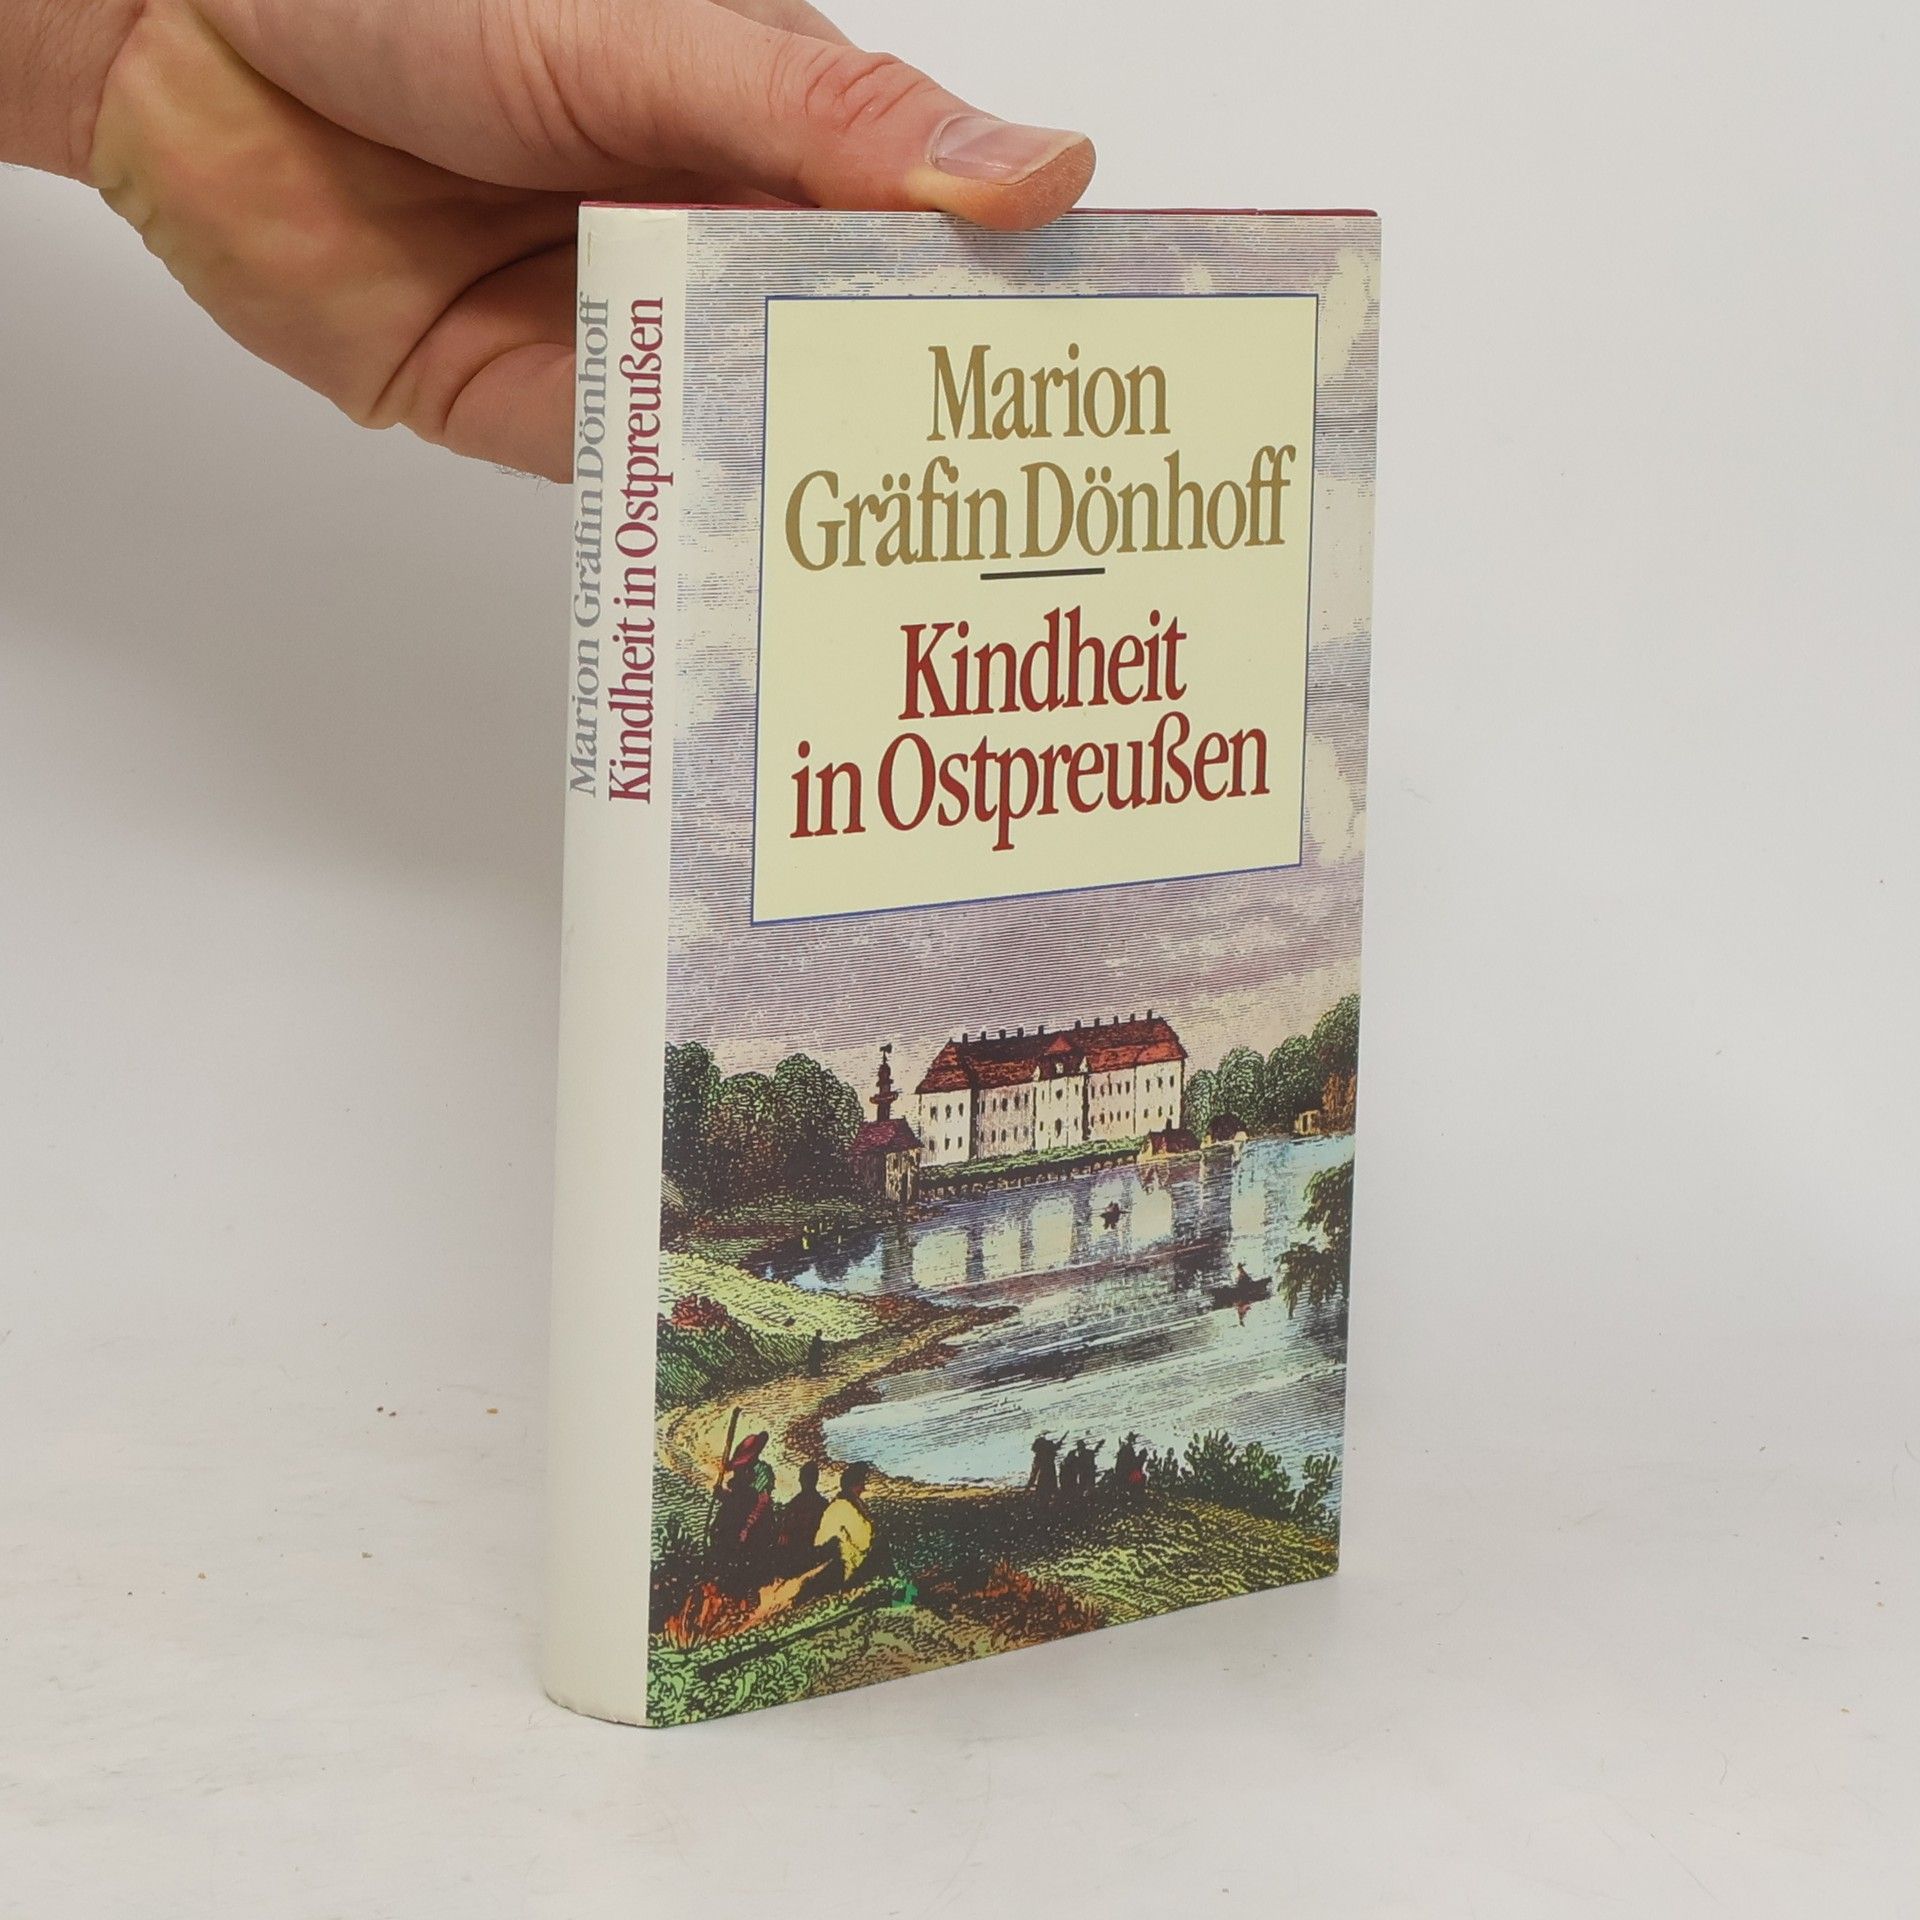 Marion Gräfin Dönhoff
Kindheit in Ostpreußen
Marion
Gräfin Dönhoff
Kindheit
in Ostpreußen